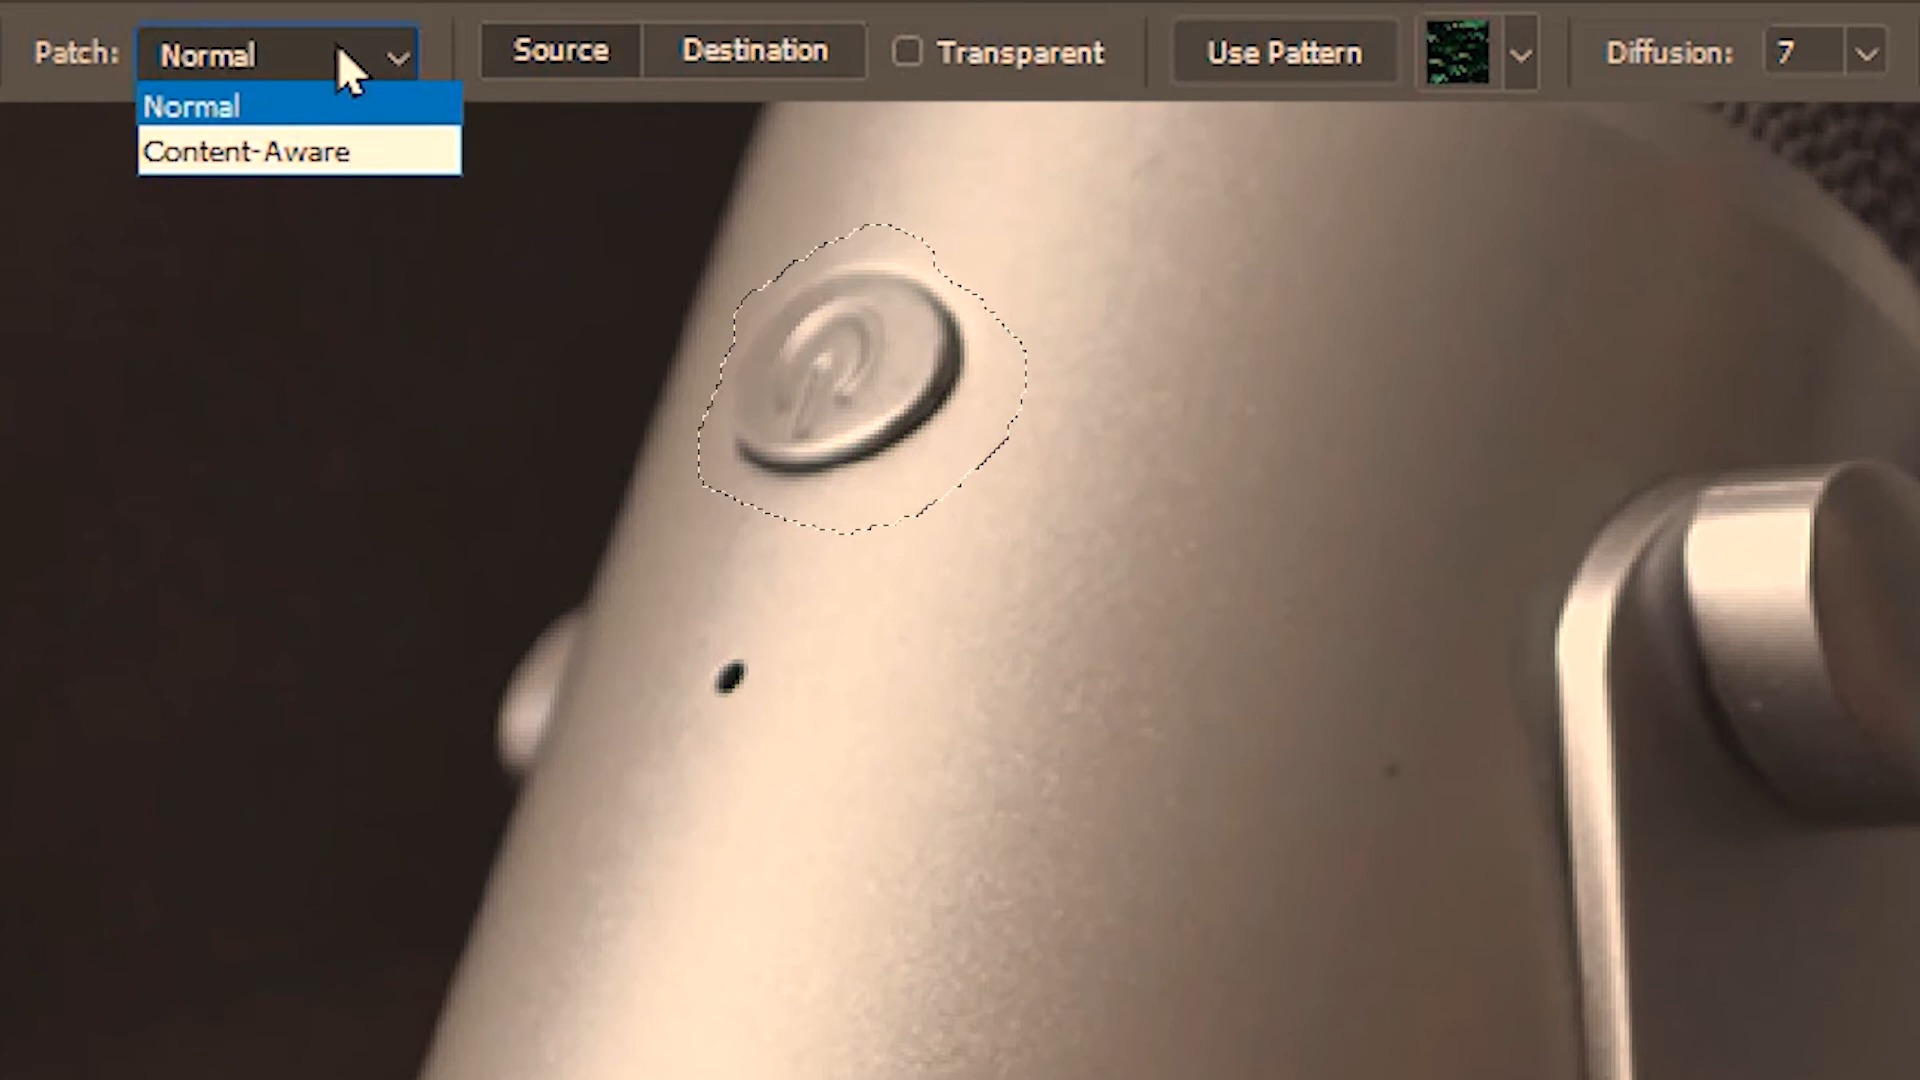 Patch: Normal Source Destination Transparent Use Pattern Diffusion: 7
Normal
Content-Aware